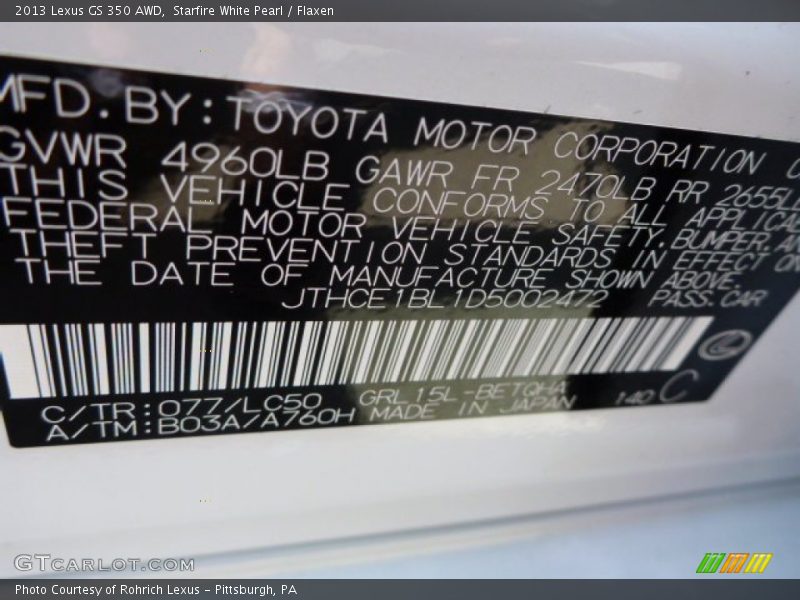 2013 Lexus GS 350 AWD, Starfire White Pearl / Flaxen
MFD. BY: TOYOTA MOTOR CORPORATION
GVWR 4960LB GAWR FR 2470LB RR 2655LB
THIS VEHICLE CONFORMS TO ALL
FEDERAL MOTOR VEHICLE SAFETY, BUMPER,
THEFT PREVENTION STANDARDS IN EFFECT ON
THE DATE OF MANUFACTURE SHOWN ABOVE.
JTHCE1BL1D5002472 PASS. CAR
C/TR: 077/LC50 GRL15L-BETQHA 140 C
A/TM: B03A/A760H MADE IN JAPAN
GTCARLOT.COM
Photo Courtesy of Rohrich Lexus – Pittsburgh, PA